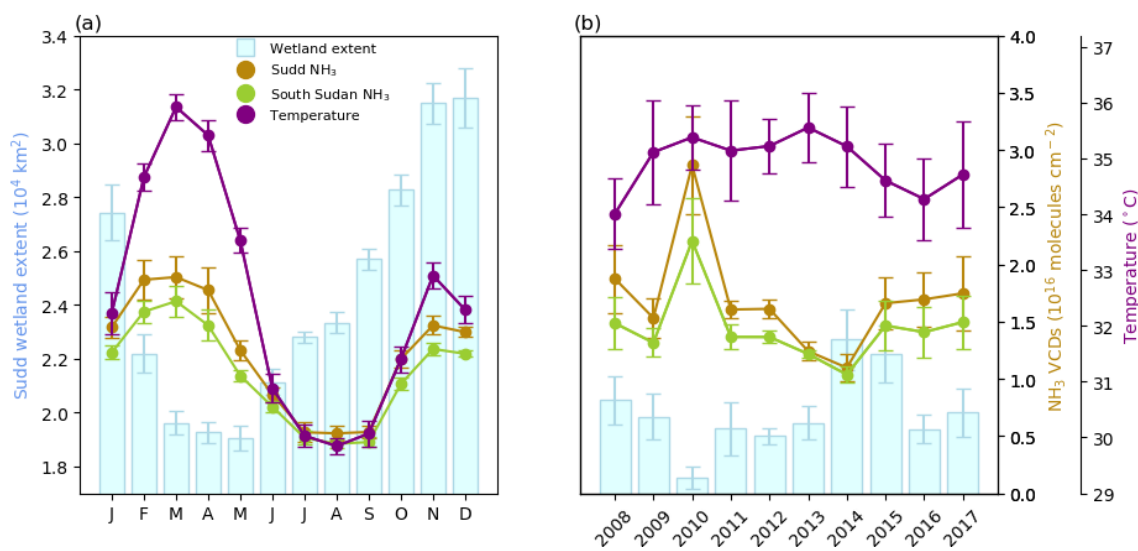 (a)
(b)
3.4
3.2
3.0
2.8
2.6
2.4
2.2
2.0
1.8
Sudd wetland extent (10⁴ km²)
Wetland extent
Sudd NH₃
South Sudan NH₃
Temperature
J F M A M J J A S O N D
4.0
3.5
3.0
2.5
2.0
1.5
1.0
0.5
0.0
NH₃ VCDs (10¹⁶ molecules cm⁻²)
37
36
35
34
33
32
31
30
29
Temperature (°C)
2008 2009 2010 2011 2012 2013 2014 2015 2016 2017